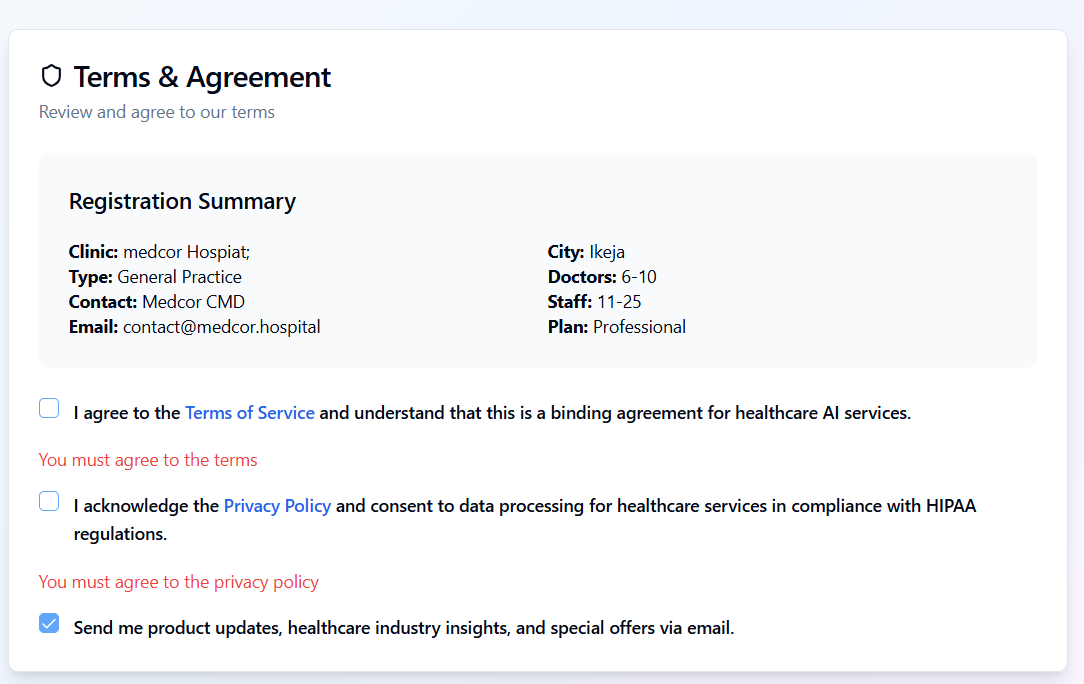 Terms & Agreement
Review and agree to our terms
Registration Summary
Clinic: medcor Hospiat;
Type: General Practice
Contact: Medcor CMD
Email: contact@medcor.hospital
City: Ikeja
Doctors: 6-10
Staff: 11-25
Plan: Professional
I agree to the Terms of Service and understand that this is a binding agreement for healthcare AI services.
You must agree to the terms
I acknowledge the Privacy Policy and consent to data processing for healthcare services in compliance with HIPAA
regulations.
You must agree to the privacy policy
Send me product updates, healthcare industry insights, and special offers via email.